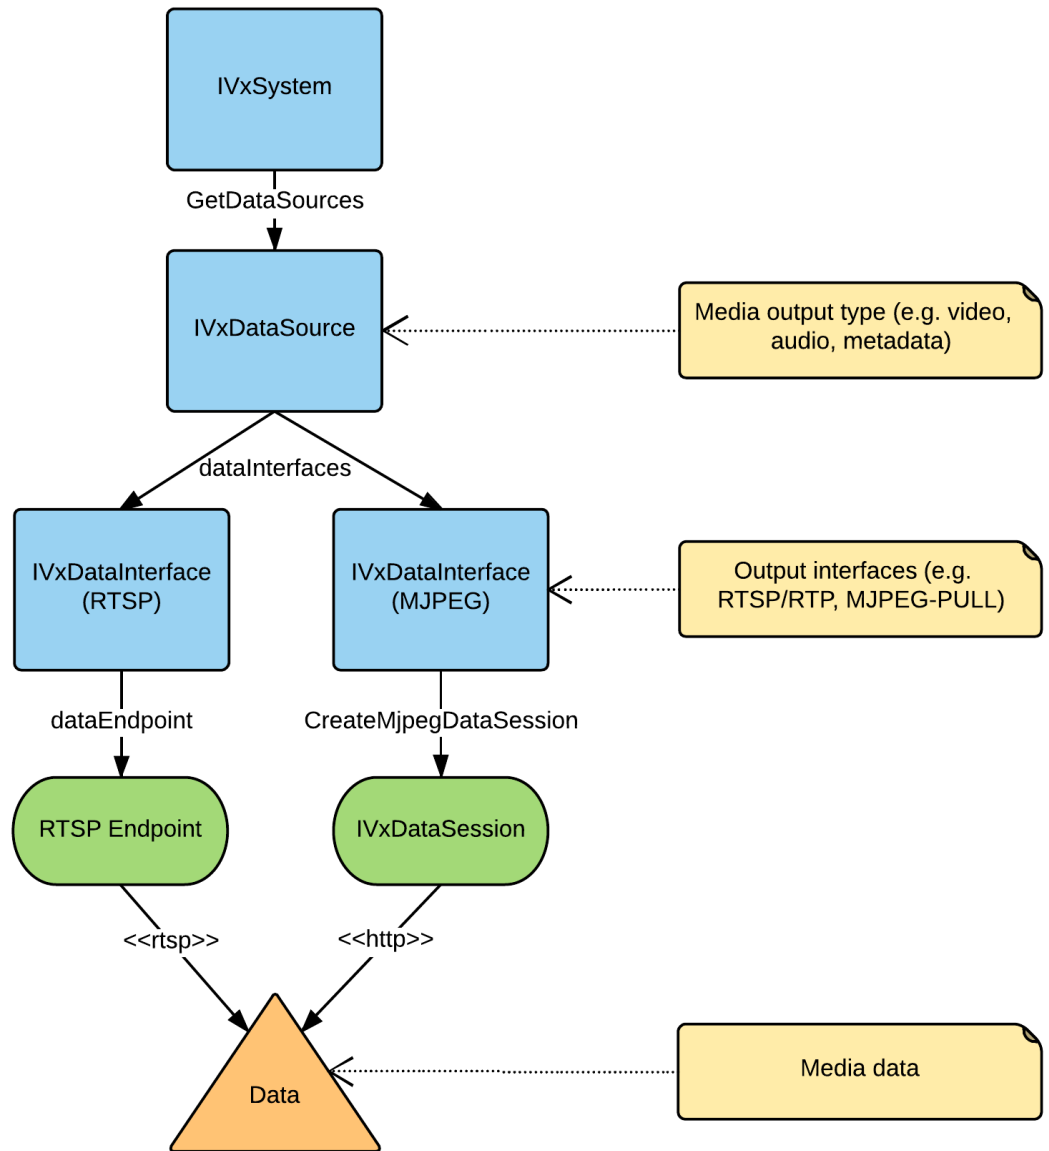 IVxSystem
GetDataSources
IVxDataSource
Media output type (e.g. video,
audio, metadata)
dataInterfaces
IVxDataInterface
(RTSP)
IVxDataInterface
(MJPEG)
Output interfaces (e.g.
RTSP/RTP, MJPEG-PULL)
dataEndpoint
CreateMjpegDataSession
RTSP Endpoint
IVxDataSession
<<rtsp>>
<<http>>
Data
Media data